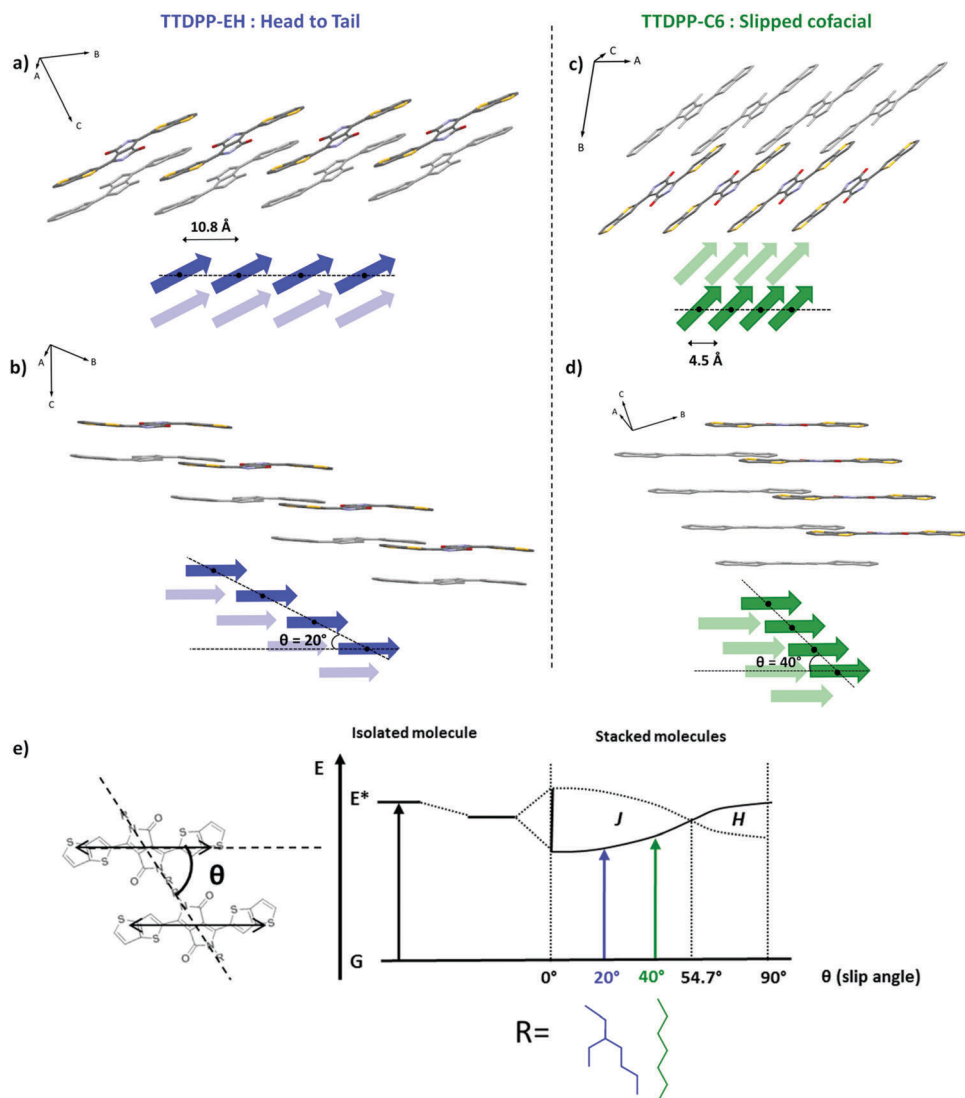 TTDPP-EH : Head to Tail
TTDPP-C6 : Slipped cofacial
a)
A
B
C
10.8 Å
b)
A
B
C
θ = 20°
c)
C
A
B
4.5 Å
d)
C
A
B
θ = 40°
e)
Isolated molecule
Stacked molecules
E
E*
J
H
G
0°
20°
40°
54.7°
90°
θ (slip angle)
θ
R=